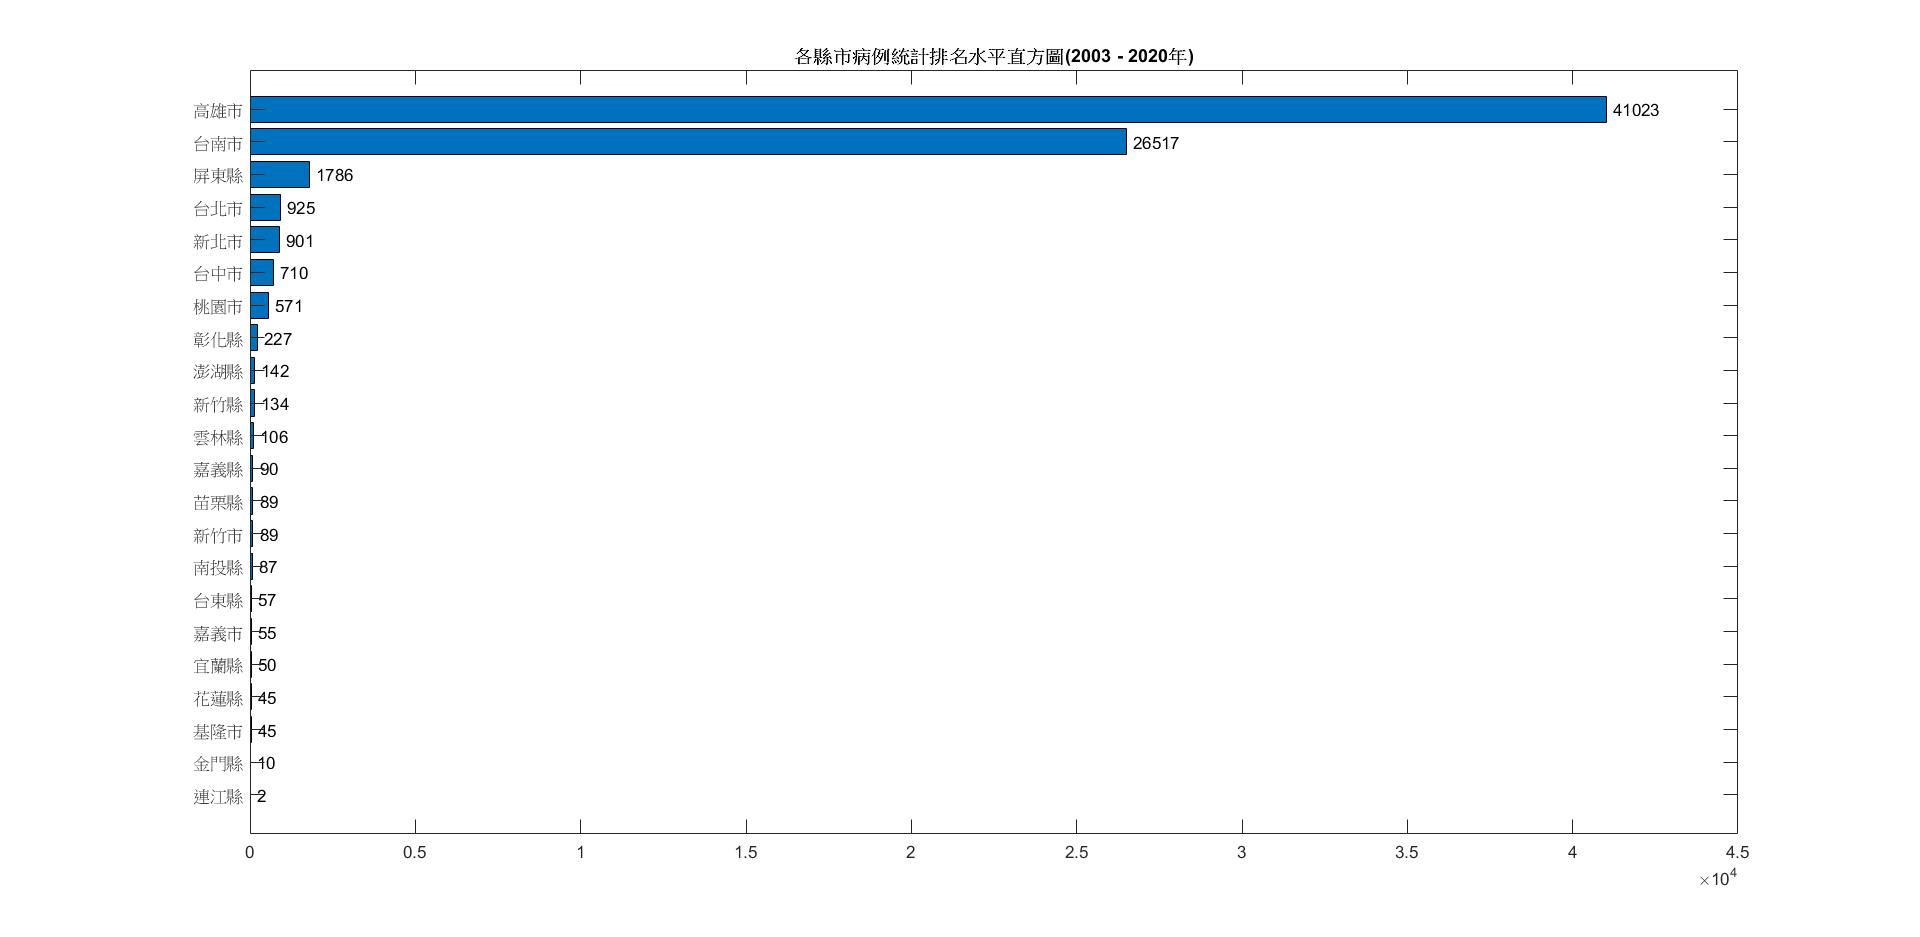 各縣市病例統計排名水平直方圖(2003 - 2020年)
高雄市 41023
台南市 26517
屏東縣 1786
台北市 925
新北市 901
台中市 710
桃園市 571
彰化縣 227
澎湖縣 142
新竹縣 134
雲林縣 106
嘉義縣 90
苗栗縣 89
新竹市 89
南投縣 87
台東縣 57
嘉義市 55
宜蘭縣 50
花蓮縣 45
基隆市 45
金門縣 10
連江縣 2
0 0.5 1 1.5 2 2.5 3 3.5 4 4.5
×10⁴